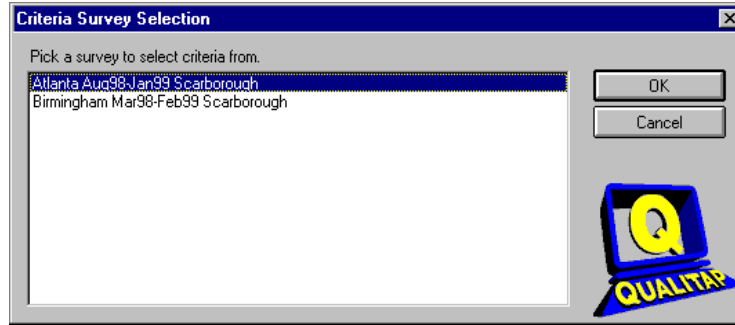 Criteria Survey Selection
Pick a survey to select criteria from.
Atlanta Aug98-Jan99 Scarborough
Birmingham Mar98-Feb99 Scarborough
OK
Cancel
Q
QUALITAP